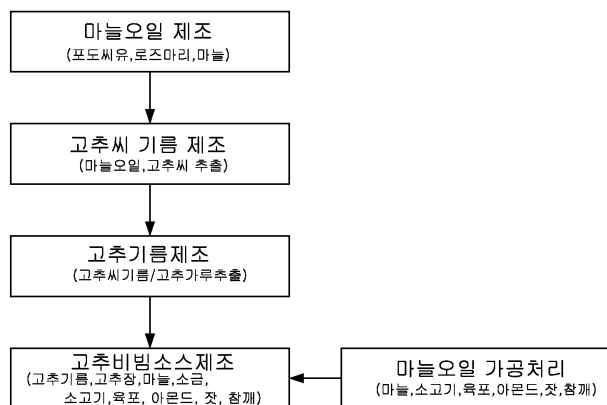 마늘오일 제조
(포도씨유,로즈마리,마늘)
고추씨 기름 제조
(마늘오일,고추씨 추출)
고추기름제조
(고추씨기름/고추가루추출)
고추비빔소스제조
(고추기름,고추장,마늘,소금,
소고기,육포, 아몬드, 잣, 참깨)
마늘오일 가공처리
(마늘,소고기,육포,아몬드,잣,참깨)